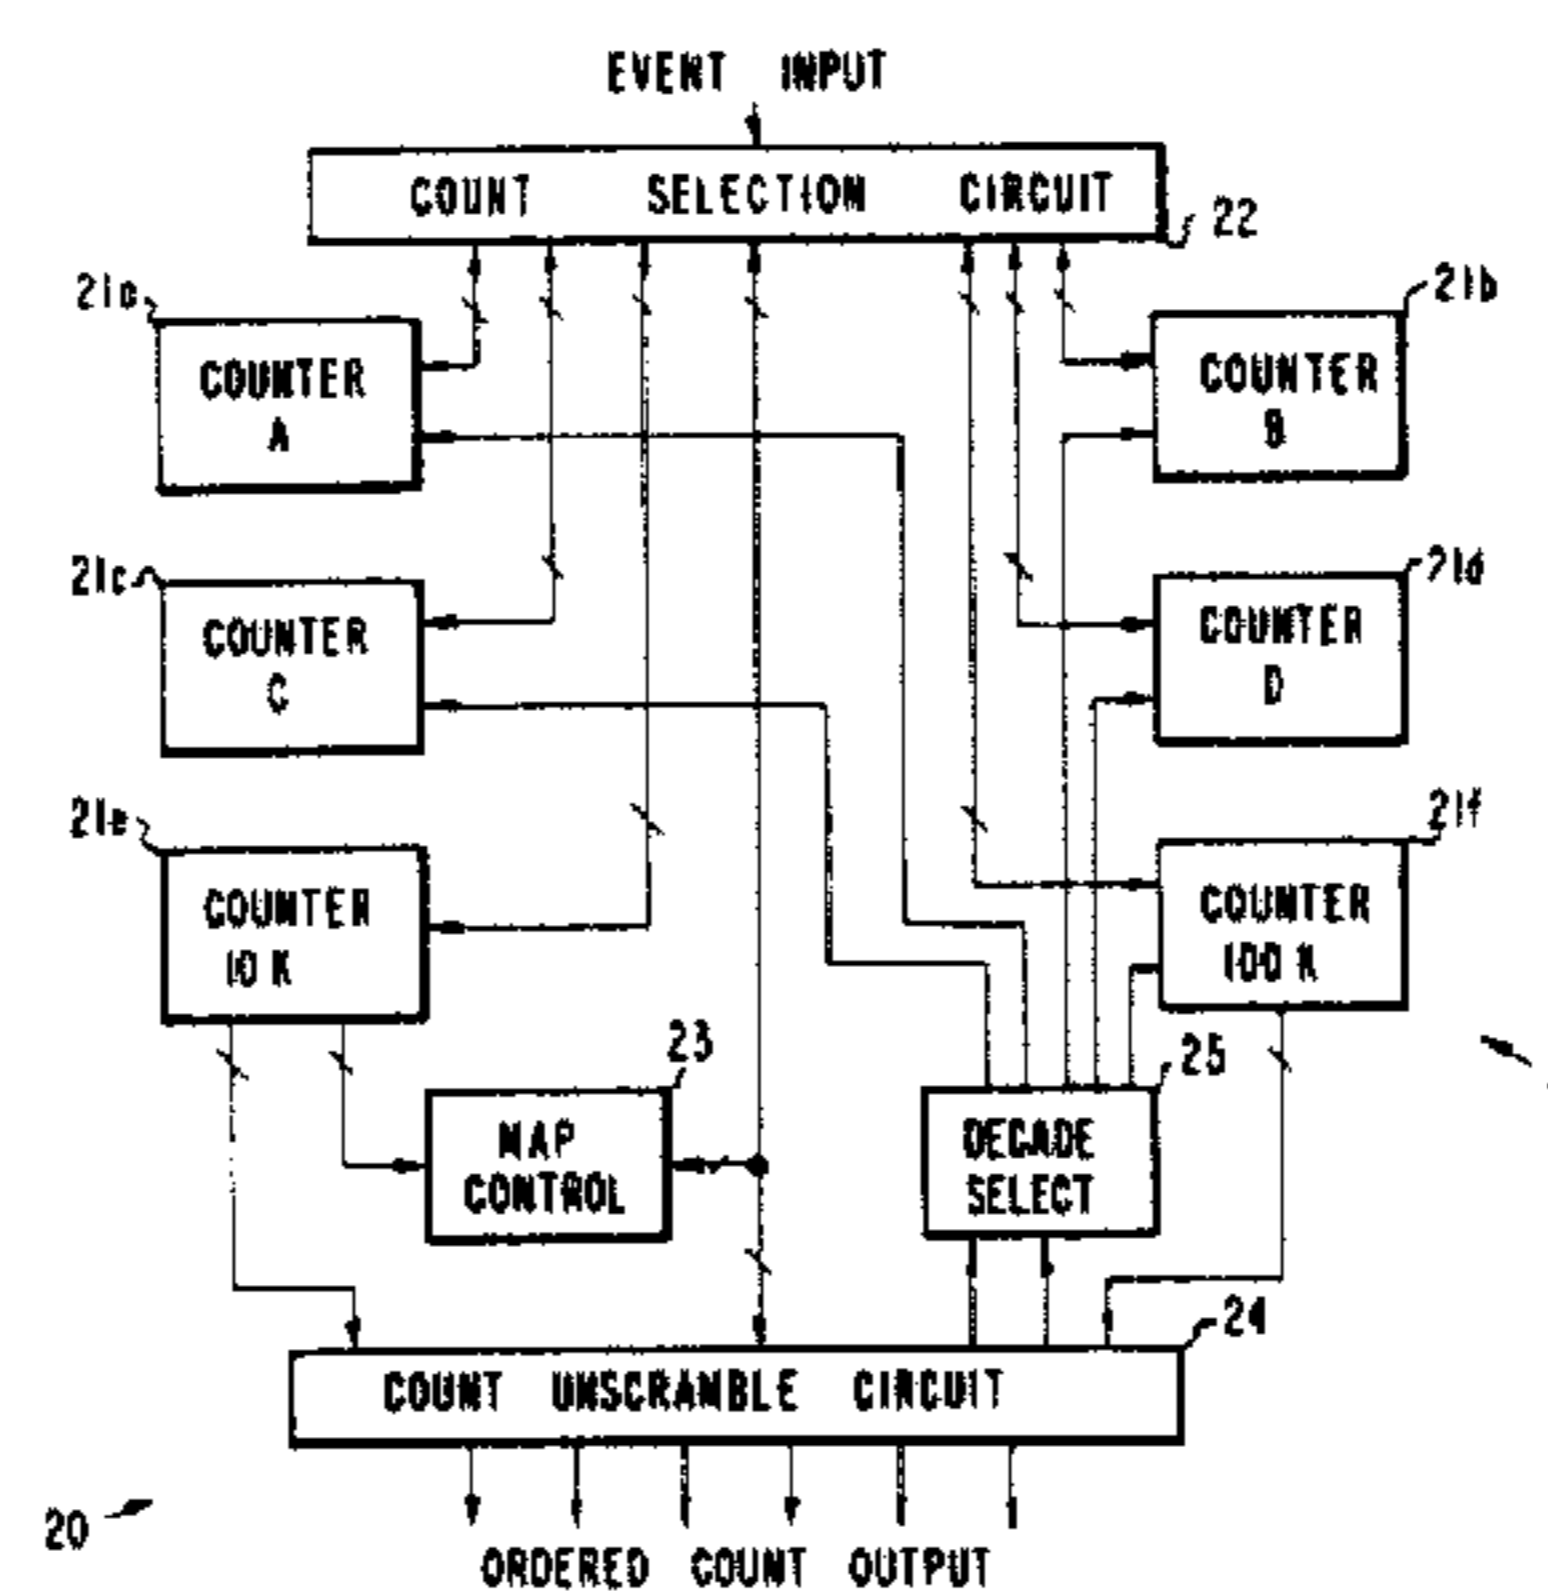 EVENT INPUT
COUNT SELECTION CIRCUIT
22
21a
COUNTER
A
21b
COUNTER
B
21c
COUNTER
C
21d
COUNTER
D
21e
COUNTER
10 K
21f
COUNTER
100 K
23
MAP
CONTROL
25
DECADE
SELECT
24
COUNT UNSCRAMBLE CIRCUIT
20
ORDERED COUNT OUTPUT